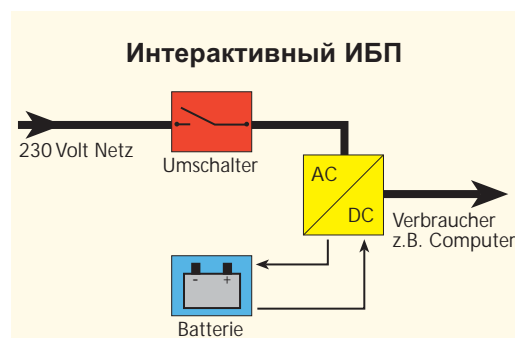 Интерактивный ИБП
230 Volt Netz
Umschalter
AC
DC
Verbraucher
z.B. Computer
- +
Batterie